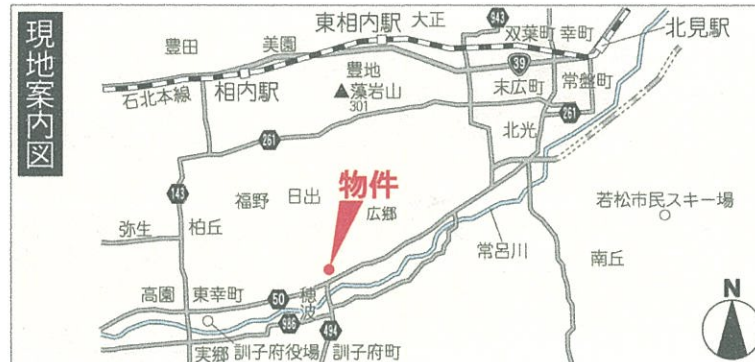 現地案内図
東相内駅
大正
943
双葉町
幸町
北見駅
豊田
美園
39
石北本線
相内駅
豊地
藻岩山
301
末広町
常盤町
261
北光
261
143
物件
福野
日出
広郷
若松市民スキー場
弥生
柏丘
常呂川
南丘
高園
東幸町
50
穂波
986
494
実郷
訓子府役場
訓子府町
N